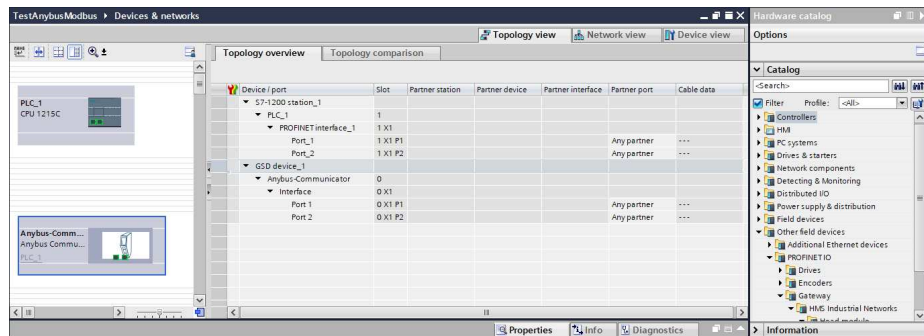 TestAnybusModbus ▸ Devices & networks
Topology view Network view Device view
Topology overview Topology comparison
Device / port Slot Partner station Partner device Partner interface Partner port Cable data
S7-1200 station_1
PLC_1 1
PROFINET interface_1 1 X1
Port_1 1 X1 P1 Any partner ---
Port_2 1 X1 P2 Any partner ---
GSD device_1
Anybus-Communicator 0
Interface 0 X1
Port 1 0 X1 P1 Any partner ---
Port 2 0 X1 P2 Any partner ---
PLC_1
CPU 1215C
Anybus-Comm...
Anybus Commu...
PLC_1
Properties Info Diagnostics
Hardware catalog
Options
Catalog
<Search>
Filter Profile: <All>
Controllers
HMI
PC systems
Drives & starters
Network components
Detecting & Monitoring
Distributed I/O
Power supply & distribution
Field devices
Other field devices
Additional Ethernet devices
PROFINET IO
Drives
Encoders
Gateway
HMS Industrial Networks
Head module
Information